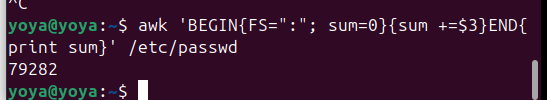 ^C
yoya@yoya:~$ awk 'BEGIN{FS=":"; sum=0}{sum +=$3}END{
print sum}' /etc/passwd
79282
yoya@yoya:~$